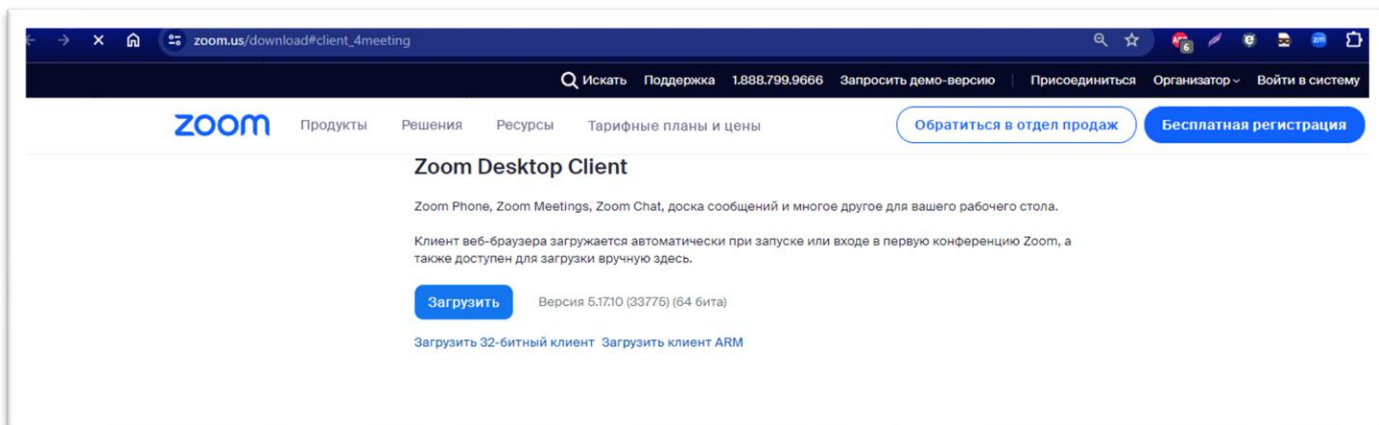 zoom.us/download#client_4meeting
6
zm
Искать Поддержка 1.888.799.9666 Запросить демо-версию Присоединиться Организатор Войти в систему
zoom Продукты Решения Ресурсы Тарифные планы и цены Обратиться в отдел продаж Бесплатная регистрация
Zoom Desktop Client
Zoom Phone, Zoom Meetings, Zoom Chat, доска сообщений и многое другое для вашего рабочего стола.
Клиент веб-браузера загружается автоматически при запуске или входе в первую конференцию Zoom, а
также доступен для загрузки вручную здесь.
Загрузить Версия 5.17.10 (33775) (64 бита)
Загрузить 32-битный клиент Загрузить клиент ARM